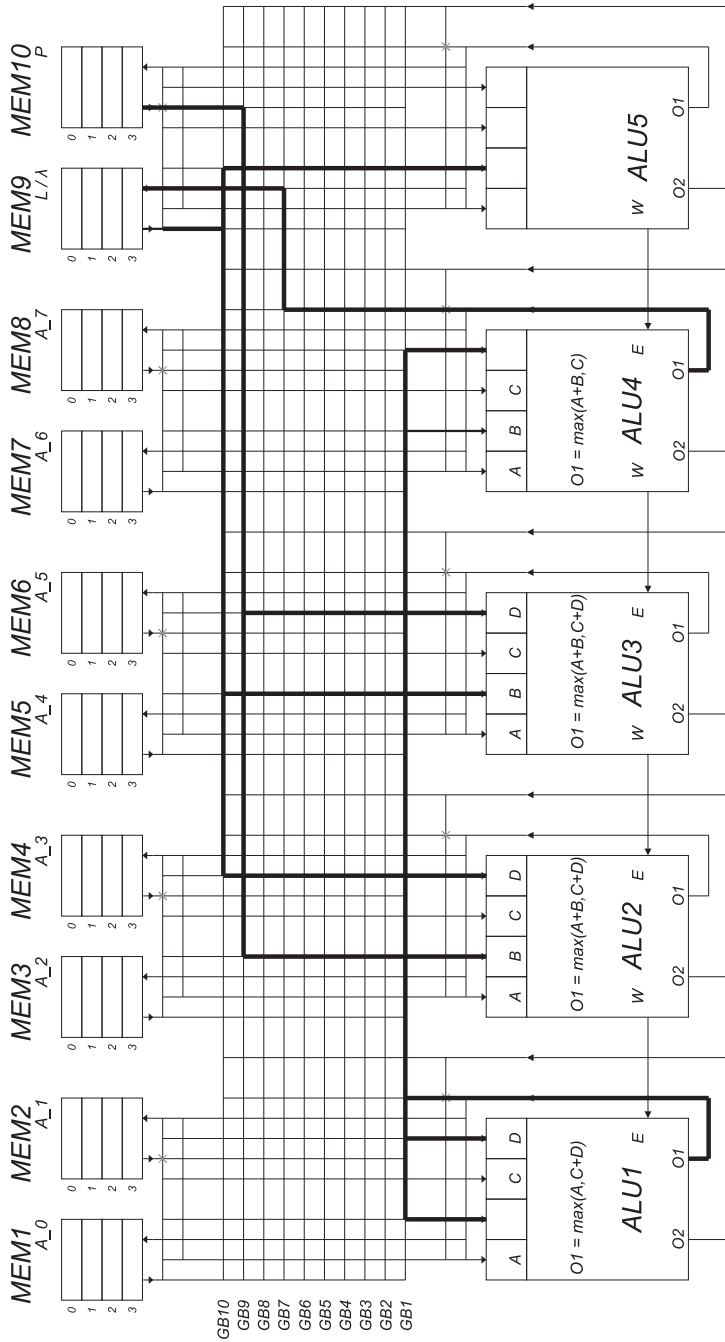 MEM1
A_0
MEM2
A_1
MEM3
A_2
MEM4
A_3
MEM5
A_4
MEM6
A_5
MEM7
A_6
MEM8
A_7
MEM9
L/λ
MEM10
P
0
1
2
3
0
1
2
3
0
1
2
3
0
1
2
3
0
1
2
3
0
1
2
3
0
1
2
3
0
1
2
3
0
1
2
3
0
1
2
3
GB10
GB9
GB8
GB7
GB6
GB5
GB4
GB3
GB2
GB1
A C D
O1 = max(A,C+D)
E
ALU1
O2 O1
A B C D
O1 = max(A+B,C+D)
W E
ALU2
O2 O1
A B C D
O1 = max(A+B,C+D)
W E
ALU3
O2 O1
A B C
O1 = max(A+B,C)
W E
ALU4
O2 O1
W
ALU5
O2 O1